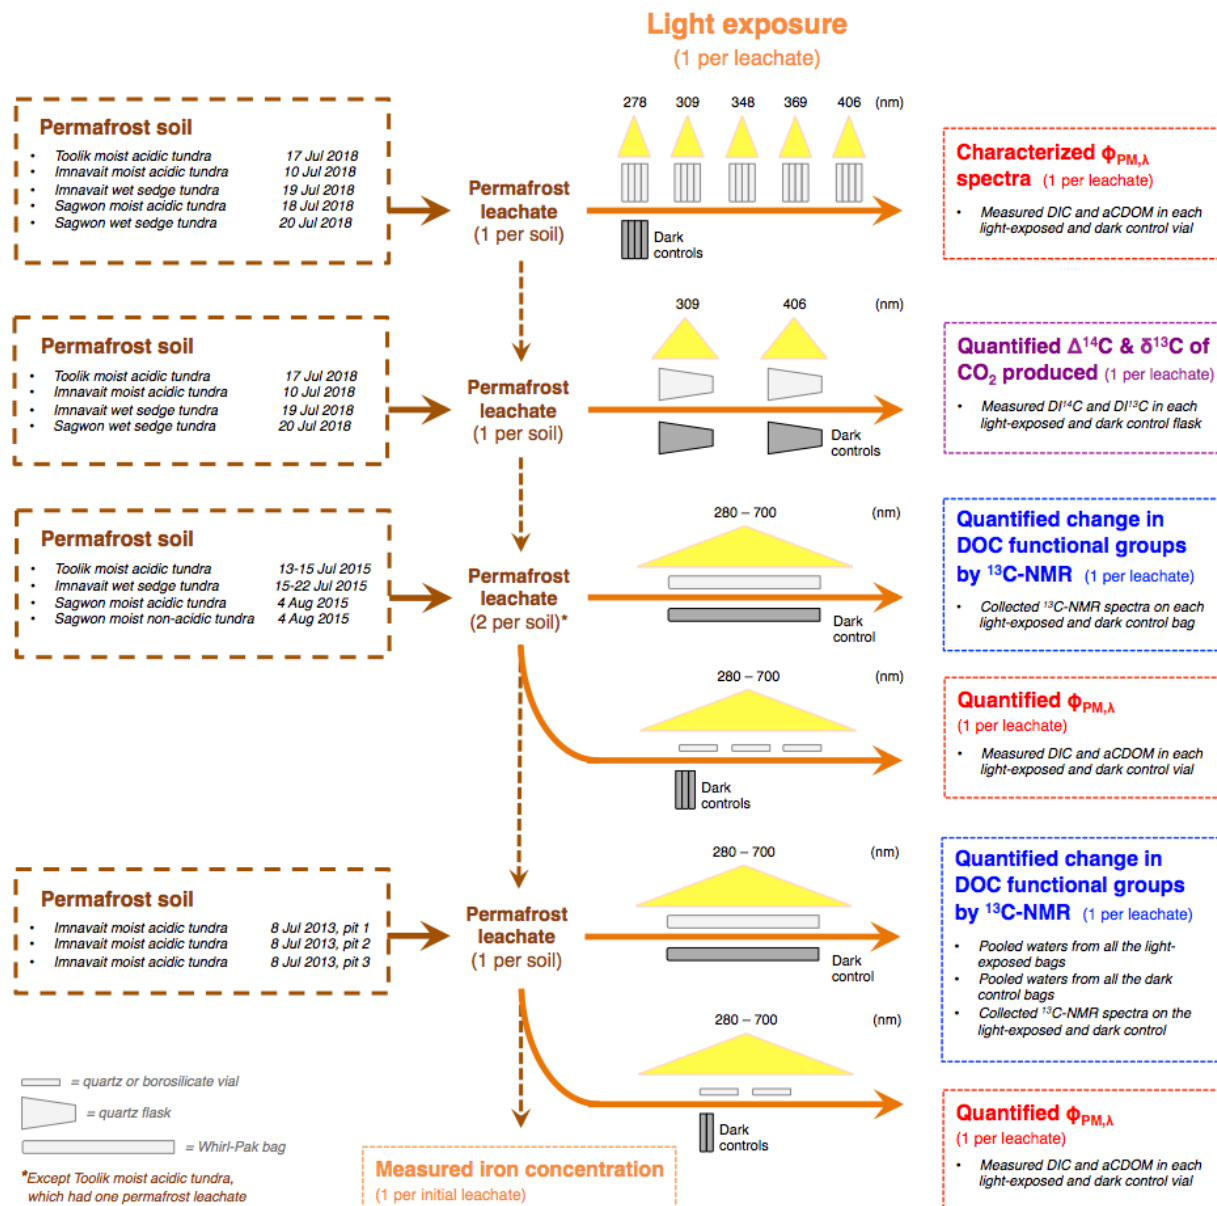 Light exposure
(1 per leachate)
278 309 348 369 406 (nm)
Permafrost soil
• Toolik moist acidic tundra 17 Jul 2018
• Imnavait moist acidic tundra 10 Jul 2018
• Imnavait wet sedge tundra 19 Jul 2018
• Sagwon moist acidic tundra 18 Jul 2018
• Sagwon wet sedge tundra 20 Jul 2018
Permafrost
leachate
(1 per soil)
Dark
controls
Characterized ϕPM,λ
spectra (1 per leachate)
• Measured DIC and aCDOM in each
light-exposed and dark control vial
309 406 (nm)
Permafrost soil
• Toolik moist acidic tundra 17 Jul 2018
• Imnavait moist acidic tundra 10 Jul 2018
• Imnavait wet sedge tundra 19 Jul 2018
• Sagwon wet sedge tundra 20 Jul 2018
Permafrost
leachate
(1 per soil)
Dark
controls
Quantified Δ¹⁴C & δ¹³C of
CO₂ produced (1 per leachate)
• Measured DI¹⁴C and DI¹³C in each
light-exposed and dark control flask
280 – 700 (nm)
Permafrost soil
• Toolik moist acidic tundra 13-15 Jul 2015
• Imnavait wet sedge tundra 15-22 Jul 2015
• Sagwon moist acidic tundra 4 Aug 2015
• Sagwon moist non-acidic tundra 4 Aug 2015
Permafrost
leachate
(2 per soil)*
Dark
control
Quantified change in
DOC functional groups
by ¹³C-NMR (1 per leachate)
• Collected ¹³C-NMR spectra on each
light-exposed and dark control bag
280 – 700 (nm)
Dark
controls
Quantified ϕPM,λ
(1 per leachate)
• Measured DIC and aCDOM in each
light-exposed and dark control vial
280 – 700 (nm)
Permafrost soil
• Imnavait moist acidic tundra 8 Jul 2013, pit 1
• Imnavait moist acidic tundra 8 Jul 2013, pit 2
• Imnavait moist acidic tundra 8 Jul 2013, pit 3
Permafrost
leachate
(1 per soil)
Dark
control
Quantified change in
DOC functional groups
by ¹³C-NMR (1 per leachate)
• Pooled waters from all the light-
exposed bags
• Pooled waters from all the dark
control bags
• Collected ¹³C-NMR spectra on the
light-exposed and dark control
280 – 700 (nm)
Dark
controls
Quantified ϕPM,λ
(1 per leachate)
• Measured DIC and aCDOM in each
light-exposed and dark control vial
= quartz or borosilicate vial
= quartz flask
= Whirl-Pak bag
*Except Toolik moist acidic tundra,
which had one permafrost leachate
Measured iron concentration
(1 per initial leachate)